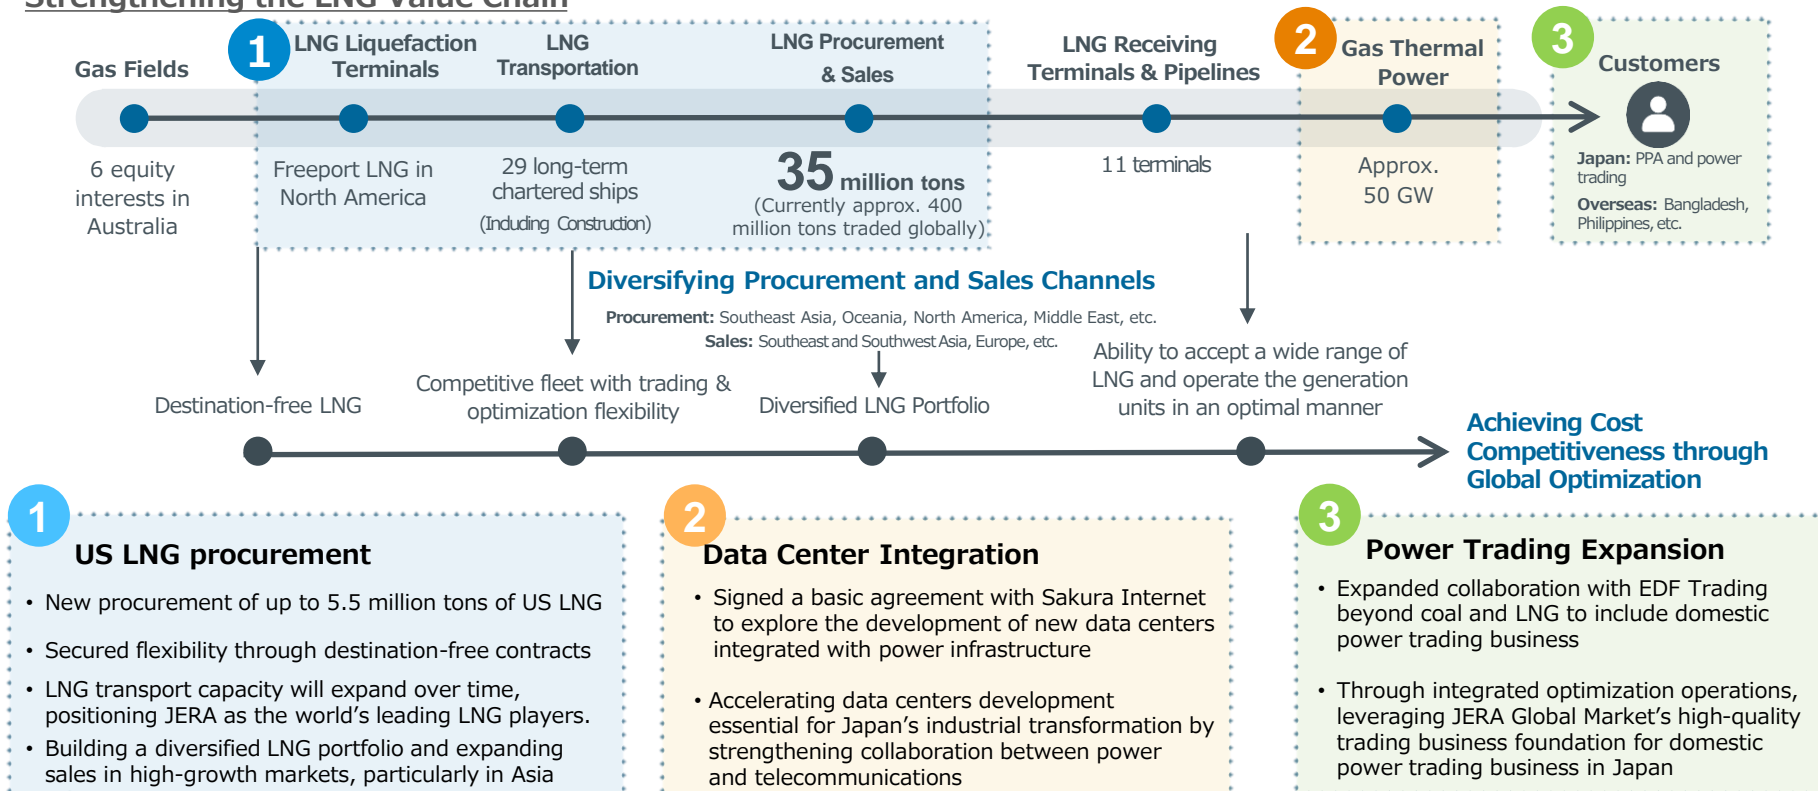 Strengthening the LNG Value Chain
Gas Fields
6 equity
interests in
Australia
1
LNG Liquefaction
Terminals
Freeport LNG in
North America
LNG
Transportation
29 long-term
chartered ships
(Including Construction)
LNG Procurement
& Sales
35 million tons
(Currently approx. 400
million tons traded globally)
LNG Receiving
Terminals & Pipelines
11 terminals
2
Gas Thermal
Power
Approx.
50 GW
3
Customers
Japan: PPA and power
trading
Overseas: Bangladesh,
Philippines, etc.
Diversifying Procurement and Sales Channels
Procurement: Southeast Asia, Oceania, North America, Middle East, etc.
Sales: Southeast and Southwest Asia, Europe, etc.
Destination-free LNG
Competitive fleet with trading &
optimization flexibility
Diversified LNG Portfolio
Ability to accept a wide range of
LNG and operate the generation
units in an optimal manner
Achieving Cost
Competitiveness through
Global Optimization
1
US LNG procurement
• New procurement of up to 5.5 million tons of US LNG
• Secured flexibility through destination-free contracts
• LNG transport capacity will expand over time,
positioning JERA as the world's leading LNG players.
• Building a diversified LNG portfolio and expanding
sales in high-growth markets, particularly in Asia
2
Data Center Integration
• Signed a basic agreement with Sakura Internet
to explore the development of new data centers
integrated with power infrastructure
• Accelerating data centers development
essential for Japan's industrial transformation by
strengthening collaboration between power
and telecommunications
3
Power Trading Expansion
• Expanded collaboration with EDF Trading
beyond coal and LNG to include domestic
power trading business
• Through integrated optimization operations,
leveraging JERA Global Market's high-quality
trading business foundation for domestic
power trading business in Japan